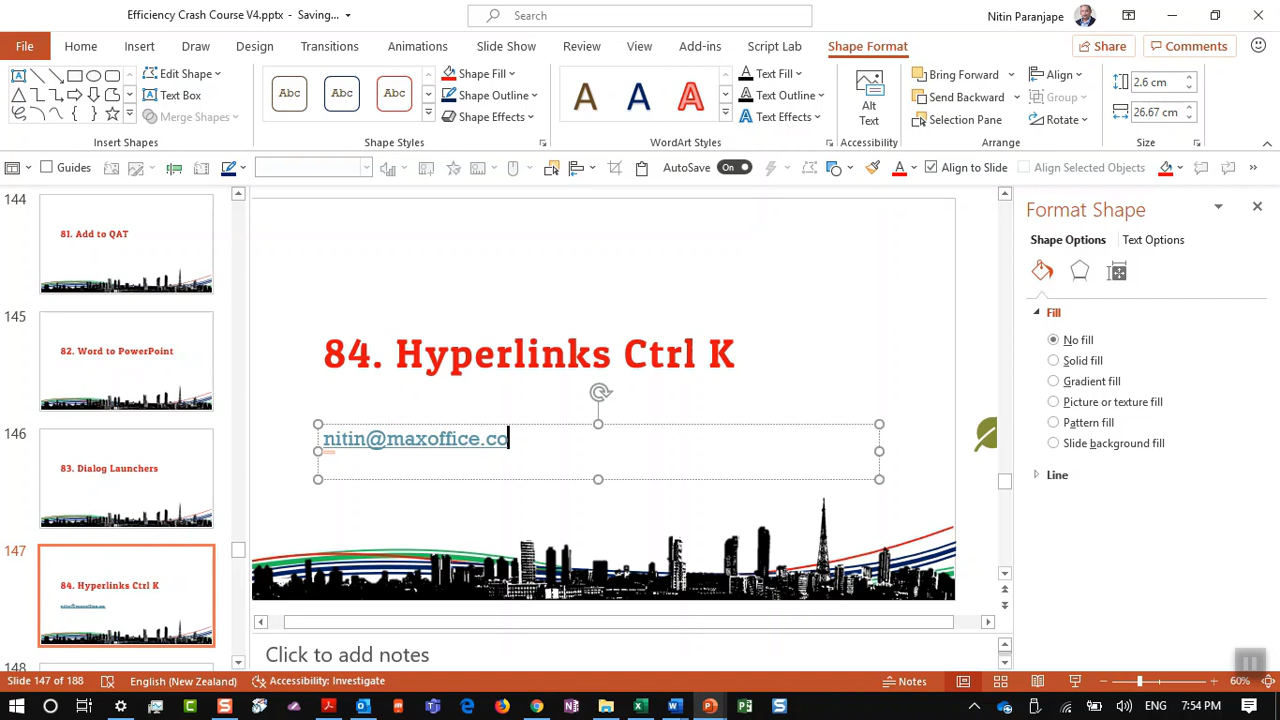 Efficiency Crash Course V4.pptx - Saving...
Search
Nitin Paranjape
File Home Insert Draw Design Transitions Animations Slide Show Review View Add-ins Script Lab Shape Format Share Comments
Edit Shape
Text Box
Merge Shapes
Insert Shapes
Abc Abc Abc
Shape Fill
Shape Outline
Shape Effects
Shape Styles
A A A
Text Fill
Text Outline
Text Effects
WordArt Styles
Alt
Text
Accessibility
Bring Forward
Send Backward
Selection Pane
Align
Group
Rotate
Arrange
2.6 cm
26.67 cm
Size
Guides
AutoSave On
Align to Slide
Align Selected Objects
144
81. Add to QAT
145
82. Word to PowerPoint
146
83. Dialog Launchers
147
84. Hyperlinks Ctrl K
nitin@maxoffice.co
148
84. Hyperlinks Ctrl K
nitin@maxoffice.co
Click to add notes
Format Shape
Shape Options Text Options
Fill
No fill
Solid fill
Gradient fill
Picture or texture fill
Pattern fill
Slide background fill
Line
Slide 147 of 188 English (New Zealand) Accessibility: Investigate Notes 60%
ENG 7:54 PM